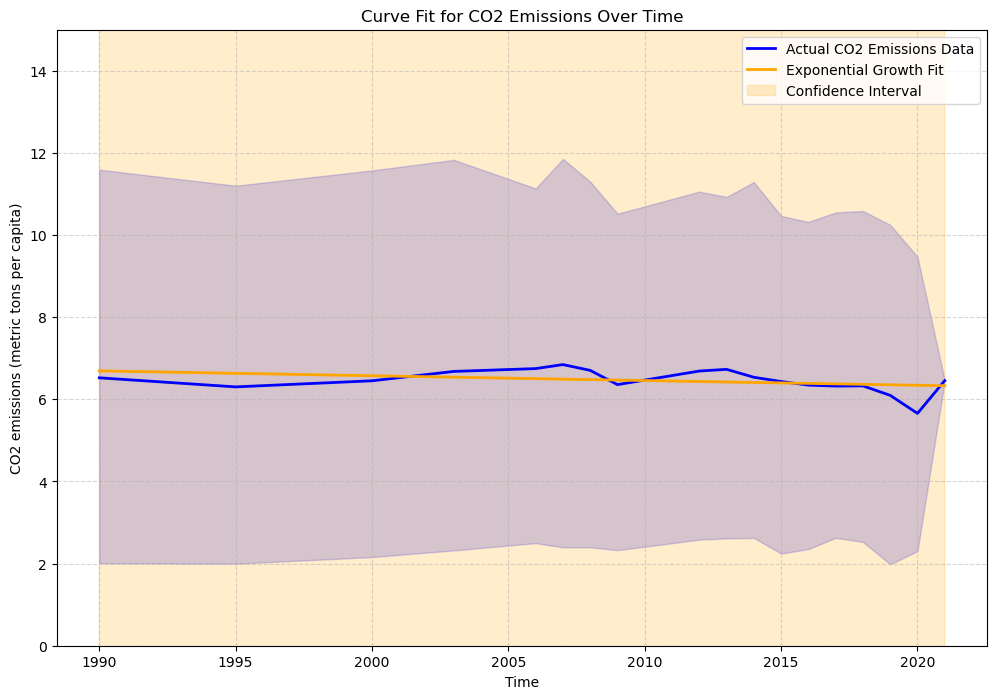 Curve Fit for CO2 Emissions Over Time
Actual CO2 Emissions Data
Exponential Growth Fit
Confidence Interval
CO2 emissions (metric tons per capita)
14
12
10
8
6
4
2
0
1990
1995
2000
2005
2010
2015
2020
Time